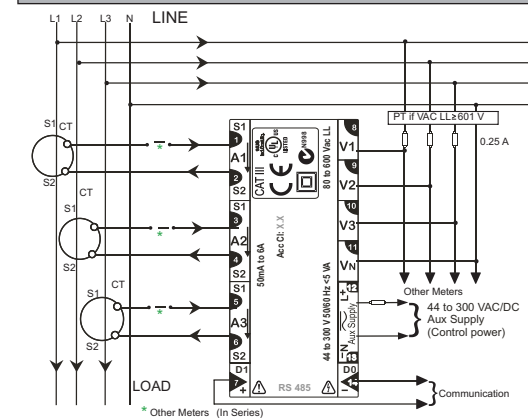 L1 L2 L3 N LINE
PT if VAC LL≥601 V
0.25 A
S1 CT
S2
CT
S1
S2
CT
S1
S2
S1
1
A1
2
S2
S1
3
A2
4
S2
S1
5
A3
6
S2
D1
7
+
CAT III
CE
C UL US
LISTED
N998
50mA to 6A
Acc Cl: X.X
80 to 600 Vac LL
44 to 300 V 50/60 Hz <5 VA
RS 485
8
V1
9
V2
10
V3
11
VN
12
L+
Aux Supply
N
13
D0
14
−
Other Meters
44 to 300 VAC/DC
Aux Supply
(Control power)
Communication
LOAD
* Other Meters (In Series)